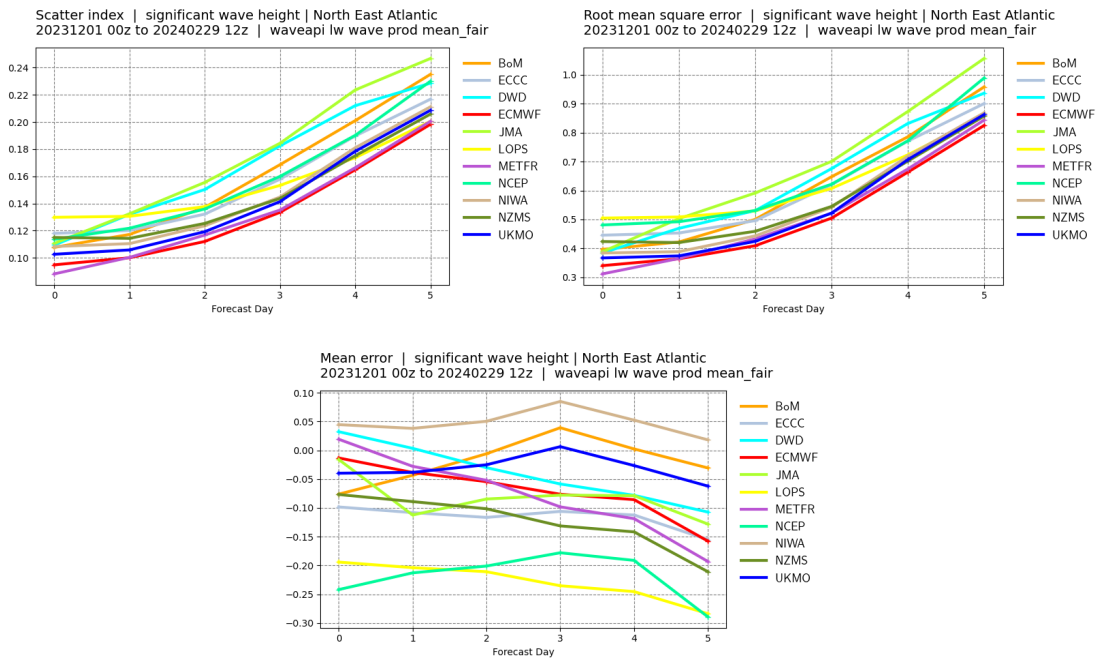 Scatter index | significant wave height | North East Atlantic
20231201 00z to 20240229 12z | waveapi lw wave prod mean_fair
0.24
0.22
0.20
0.18
0.16
0.14
0.12
0.10
0
1
2
3
4
5
Forecast Day
BoM
ECCC
DWD
ECMWF
JMA
LOPS
METFR
NCEP
NIWA
NZMS
UKMO
Root mean square error | significant wave height | North East Atlantic
20231201 00z to 20240229 12z | waveapi lw wave prod mean_fair
1.0
0.9
0.8
0.7
0.6
0.5
0.4
0.3
0
1
2
3
4
5
Forecast Day
BoM
ECCC
DWD
ECMWF
JMA
LOPS
METFR
NCEP
NIWA
NZMS
UKMO
Mean error | significant wave height | North East Atlantic
20231201 00z to 20240229 12z | waveapi lw wave prod mean_fair
0.10
0.05
0.00
−0.05
−0.10
−0.15
−0.20
−0.25
−0.30
0
1
2
3
4
5
Forecast Day
BoM
ECCC
DWD
ECMWF
JMA
LOPS
METFR
NCEP
NIWA
NZMS
UKMO